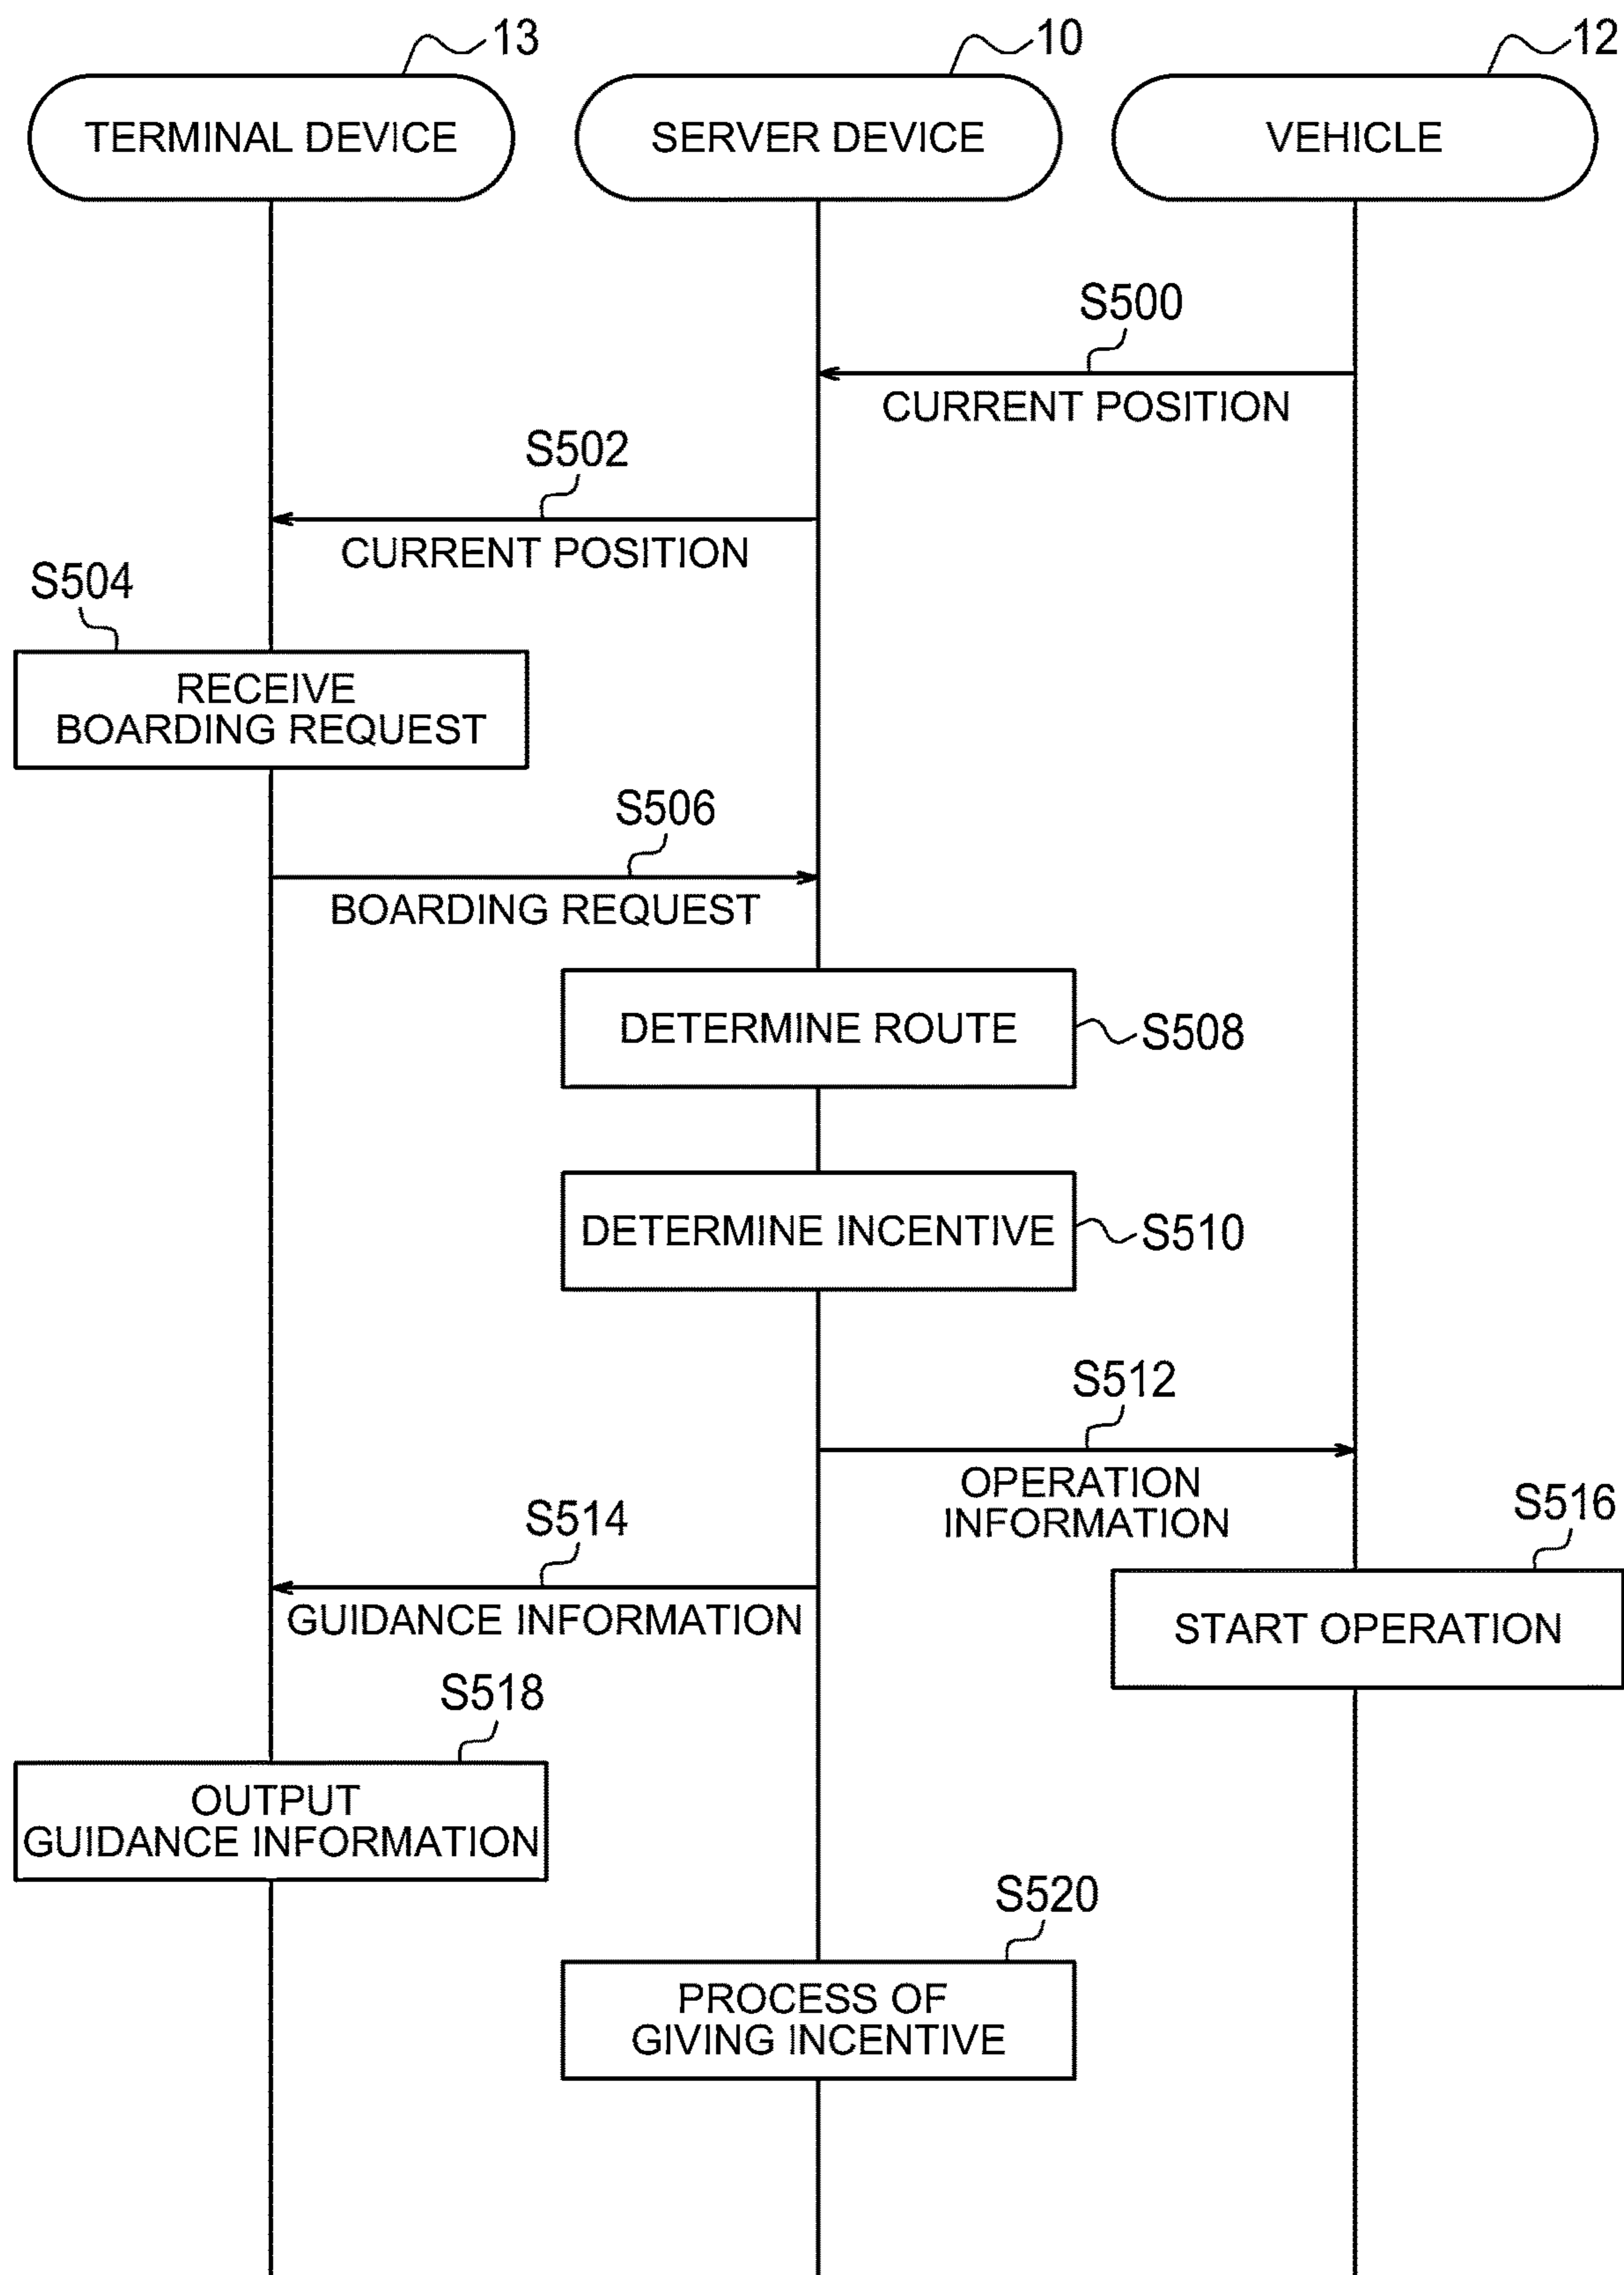 13
10
12
TERMINAL DEVICE
SERVER DEVICE
VEHICLE
S500
CURRENT POSITION
S502
CURRENT POSITION
S504
RECEIVE
BOARDING REQUEST
S506
BOARDING REQUEST
DETERMINE ROUTE
S508
DETERMINE INCENTIVE
S510
S512
OPERATION
INFORMATION
S514
GUIDANCE INFORMATION
S516
START OPERATION
S518
OUTPUT
GUIDANCE INFORMATION
S520
PROCESS OF
GIVING INCENTIVE